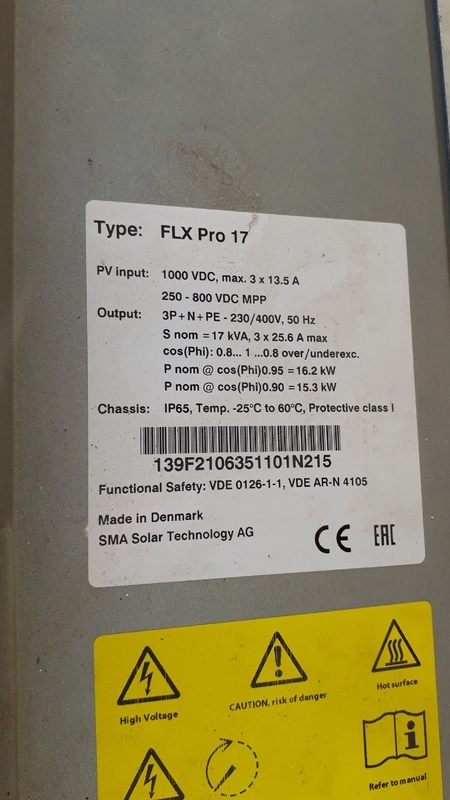 Type: FLX Pro 17
PV input: 1000 VDC, max. 3 x 13.5 A
250 - 800 VDC MPP
Output: 3P+N+PE - 230/400V, 50 Hz
S nom = 17 kVA, 3 x 25.6 A max
cos(Phi): 0.8... 1 ...0.8 over/underexc.
P nom @ cos(Phi)0.95 = 16.2 kW
P nom @ cos(Phi)0.90 = 15.3 kW
Chassis: IP65, Temp. -25°C to 60°C, Protective class I
139F2106351101N215
Functional Safety: VDE 0126-1-1, VDE AR-N 4105
Made in Denmark
SMA Solar Technology AG
CE EAC
High Voltage
CAUTION, risk of danger
Hot surface
Refer to manual